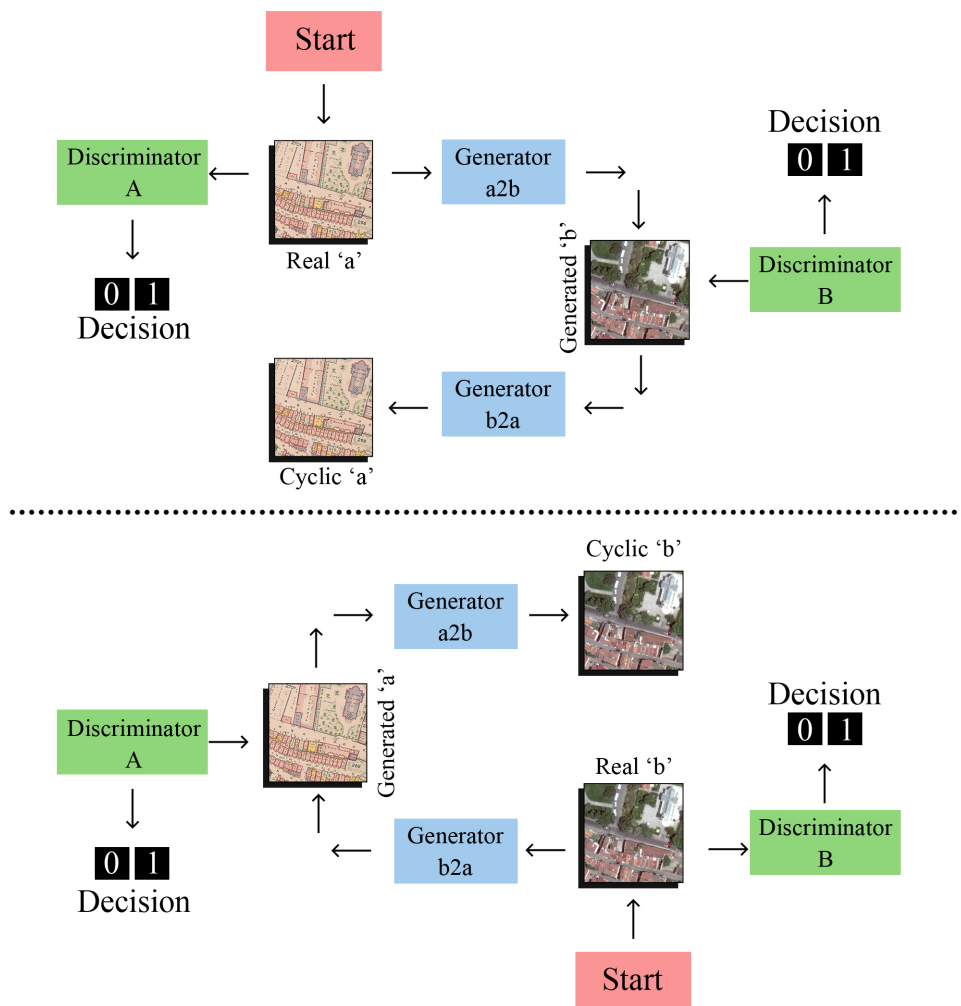 Start
Discriminator
A
Generator
a2b
Decision
0 1
Real ‘a’
Generated ‘b’
Discriminator
B
0 1
Decision
Generator
b2a
Cyclic ‘a’
Cyclic ‘b’
Generator
a2b
Generated ‘a’
Decision
0 1
Discriminator
A
Real ‘b’
Generator
b2a
Discriminator
B
0 1
Decision
Start